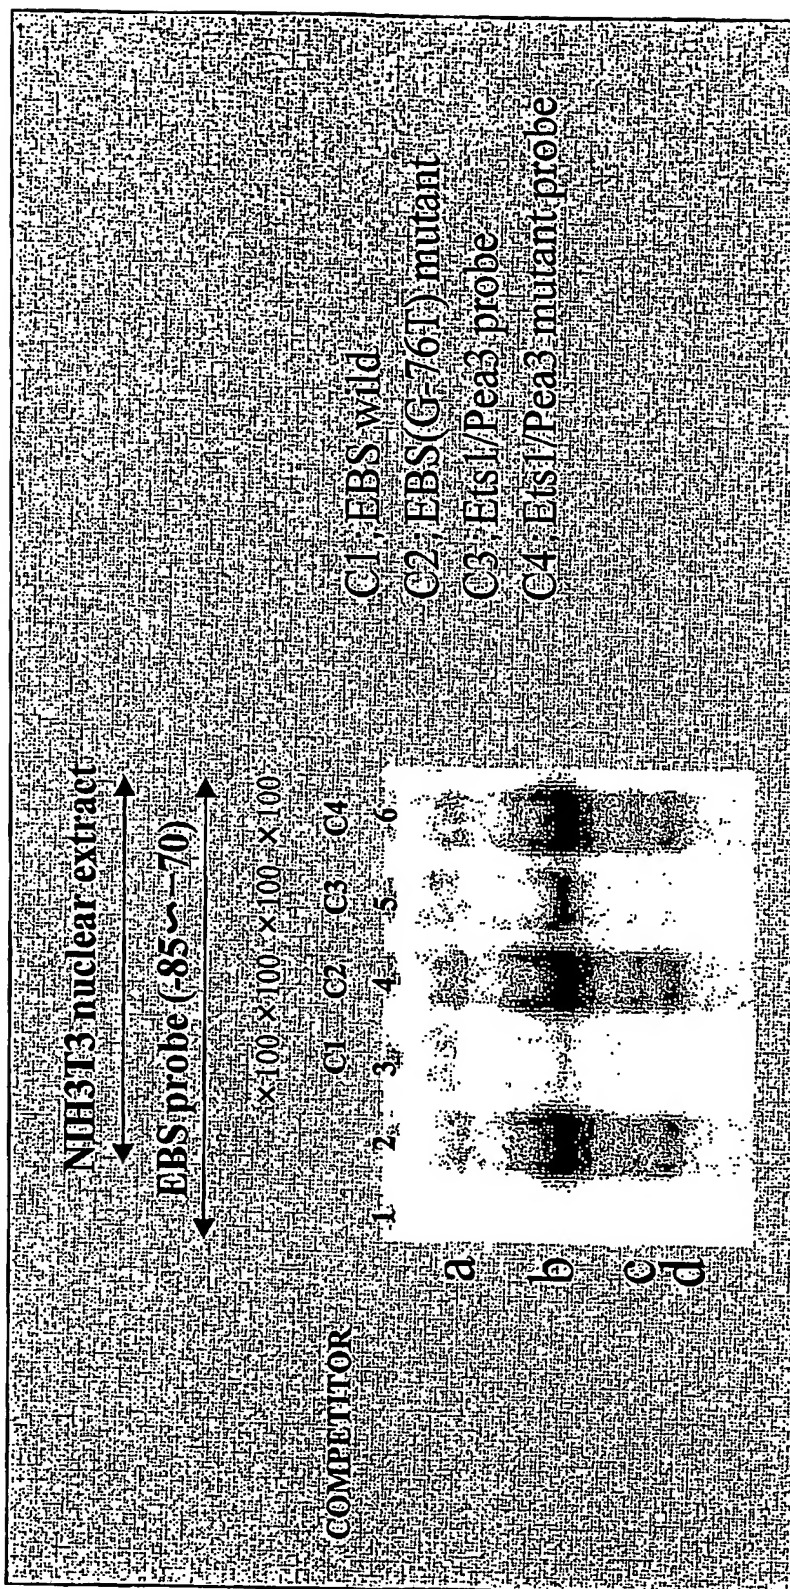 NIH3T3 nuclear extract
EBS probe (-85∽-70)
×100 ×100 ×100 ×100
COMPETITOR C1 C2 C3 C4
1 2 3 4 5 6
a
b
c
d
C1 ; EBS wild
C2 ; EBS(G-76T) mutant
C3 ; Ets1/Pea3 probe
C4 ; Ets1/Pea3 mutant probe